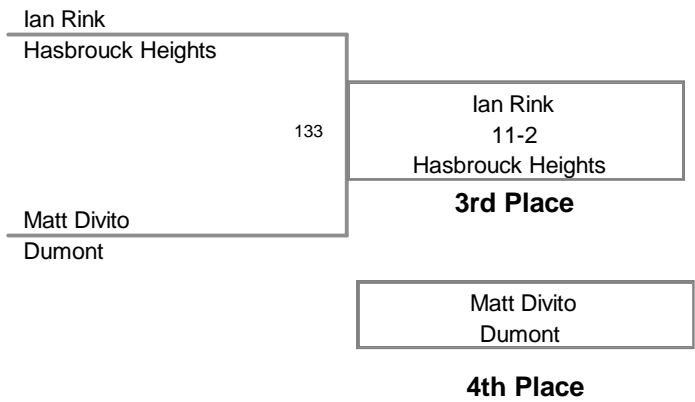 Ian Rink
Hasbrouck Heights
133
Ian Rink
11-2
Hasbrouck Heights
3rd Place
Matt Divito
Dumont
Matt Divito
Dumont
4th Place